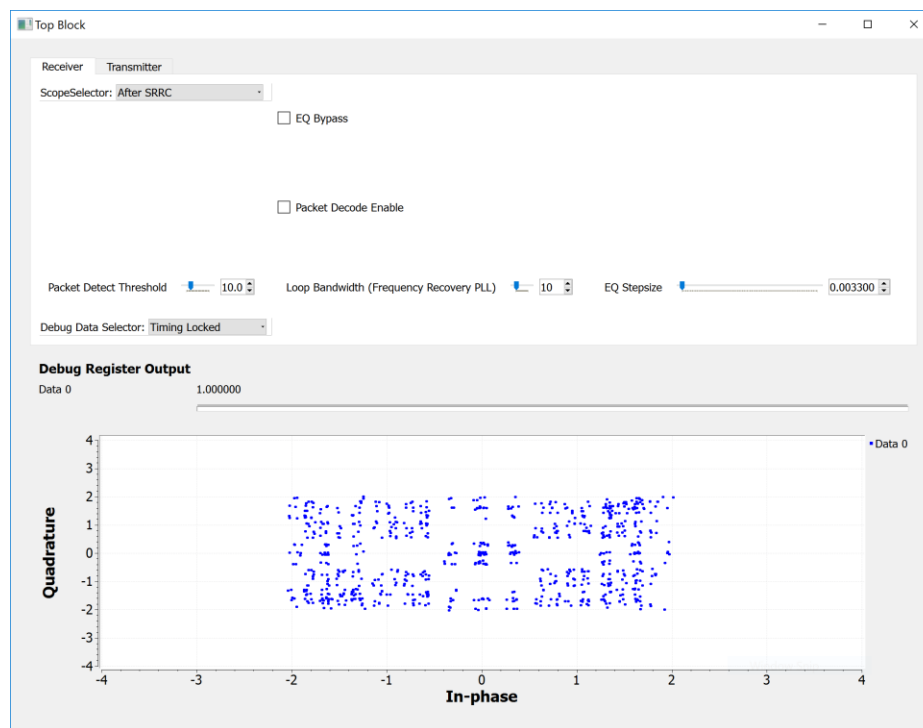 Top Block
Receiver Transmitter
ScopeSelector: After SRRC
EQ Bypass
Packet Decode Enable
Packet Detect Threshold 10.0 Loop Bandwidth (Frequency Recovery PLL) 10 EQ Stepsize 0.003300
Debug Data Selector: Timing Locked
Debug Register Output
Data 0 1.000000
4
3
2
1
0
-1
-2
-3
-4
Quadrature
Data 0
-4 -3 -2 -1 0 1 2 3 4
In-phase